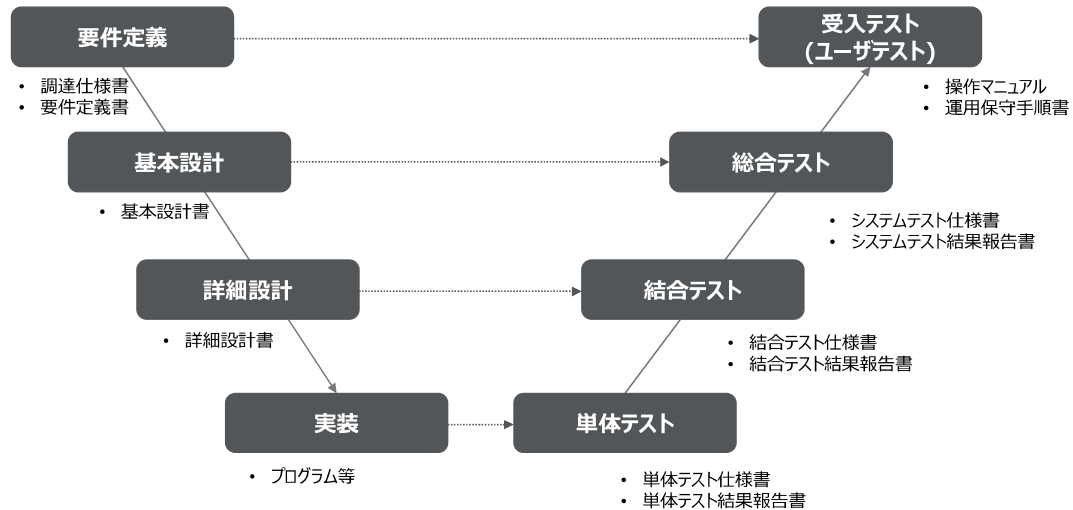 要件定義
受入テスト
(ユーザテスト)
• 調達仕様書
• 要件定義書
• 操作マニュアル
• 運用保守手順書
基本設計
総合テスト
• 基本設計書
• システムテスト仕様書
• システムテスト結果報告書
詳細設計
結合テスト
• 詳細設計書
• 結合テスト仕様書
• 結合テスト結果報告書
実装
単体テスト
• プログラム等
• 単体テスト仕様書
• 単体テスト結果報告書